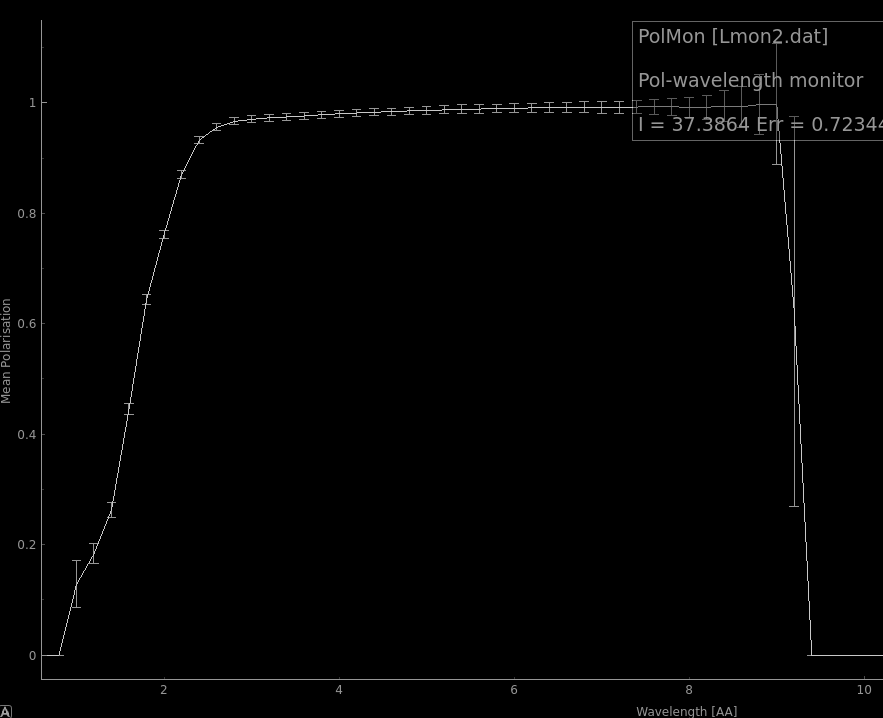 PolMon [Lmon2.dat]
Pol-wavelength monitor
I = 37.3864 Err = 0.72344
1
0.8
0.6
0.4
0.2
0
Mean Polarisation
2 4 6 8 10
Wavelength [AA]
A